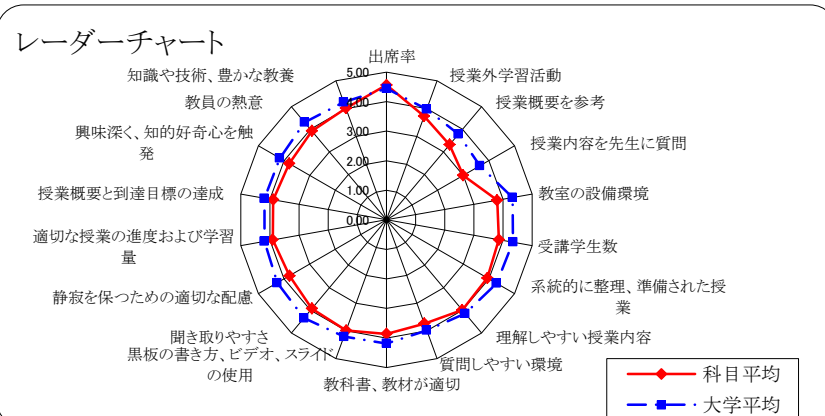 レーダーチャート
出席率
授業外学習活動
授業概要を参考
授業内容を先生に質問
教室の設備環境
受講学生数
系統的に整理、準備された授
業
理解しやすい授業内容
質問しやすい環境
教科書、教材が適切
黒板の書き方、ビデオ、スライド
の使用
聞き取りやすさ
静寂を保つための適切な配慮
適切な授業の進度および学習
量
授業概要と到達目標の達成
興味深く、知的好奇心を触
発
教員の熱意
知識や技術、豊かな教養
5.00
4.00
3.00
2.00
1.00
0.00
科目平均
大学平均